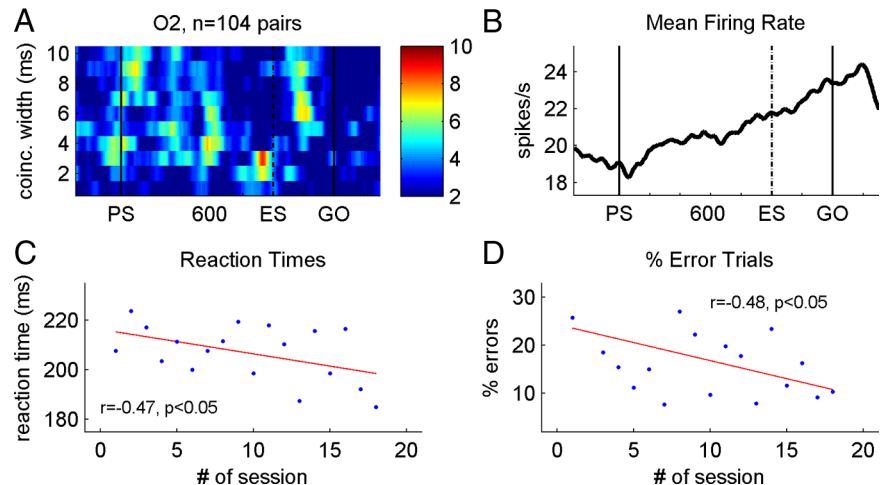 A
O2, n=104 pairs
coinc. width (ms)
10
8
6
4
2
PS 600 ES GO
10
8
6
4
2
B
Mean Firing Rate
spikes/s
24
22
20
18
PS 600 ES GO
C
Reaction Times
reaction time (ms)
220
200
180
r=-0.47, p<0.05
0 5 10 15 20
# of session
D
% Error Trials
% errors
30
20
10
r=-0.48, p<0.05
0 5 10 15 20
# of session